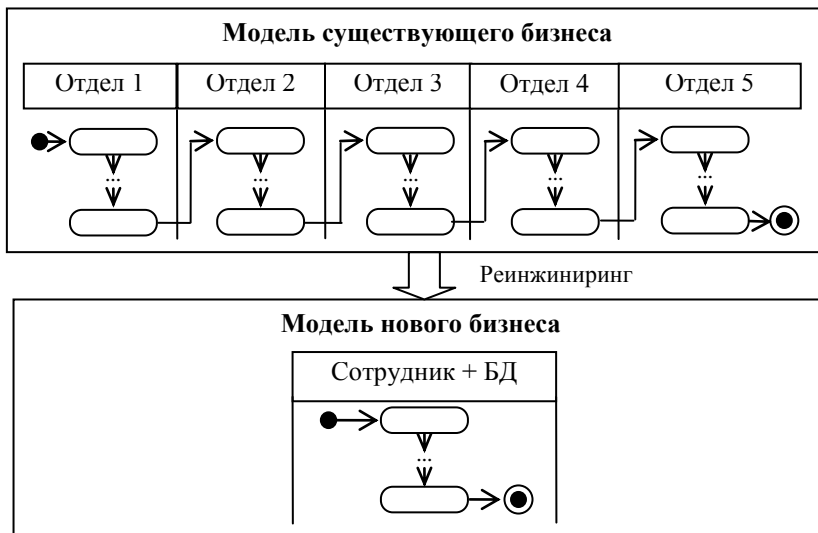 Модель существующего бизнеса
Отдел 1 Отдел 2 Отдел 3 Отдел 4 Отдел 5
... ... ... ... ...
Реинжиниринг
Модель нового бизнеса
Сотрудник + БД
...